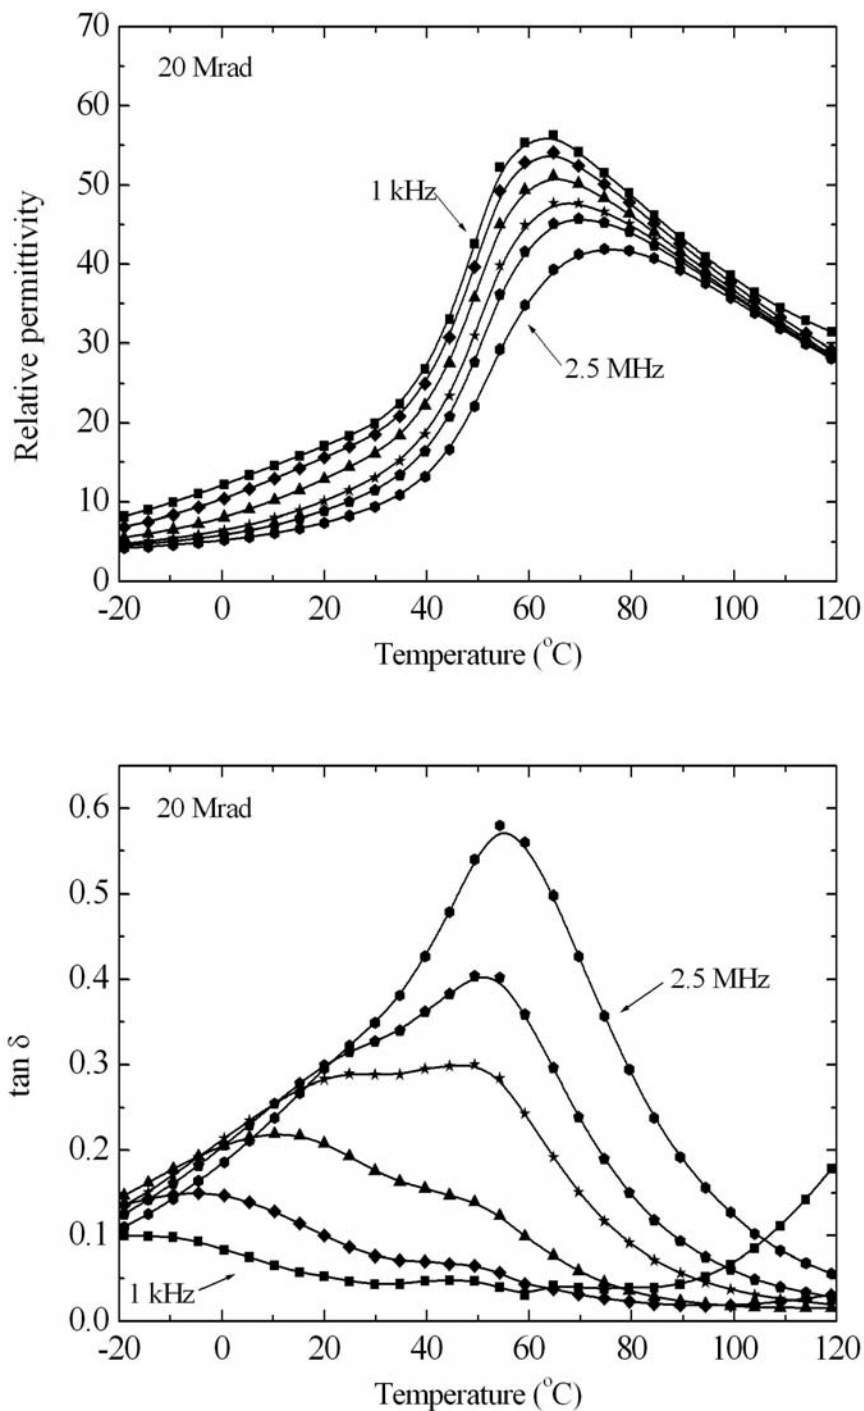 70
20 Mrad
60
50
1 kHz
40
30
2.5 MHz
20
10
0
Relative permittivity
-20 0 20 40 60 80 100 120
Temperature (°C)
0.6
20 Mrad
0.5
0.4
2.5 MHz
0.3
0.2
0.1
1 kHz
0.0
tan δ
-20 0 20 40 60 80 100 120
Temperature (°C)